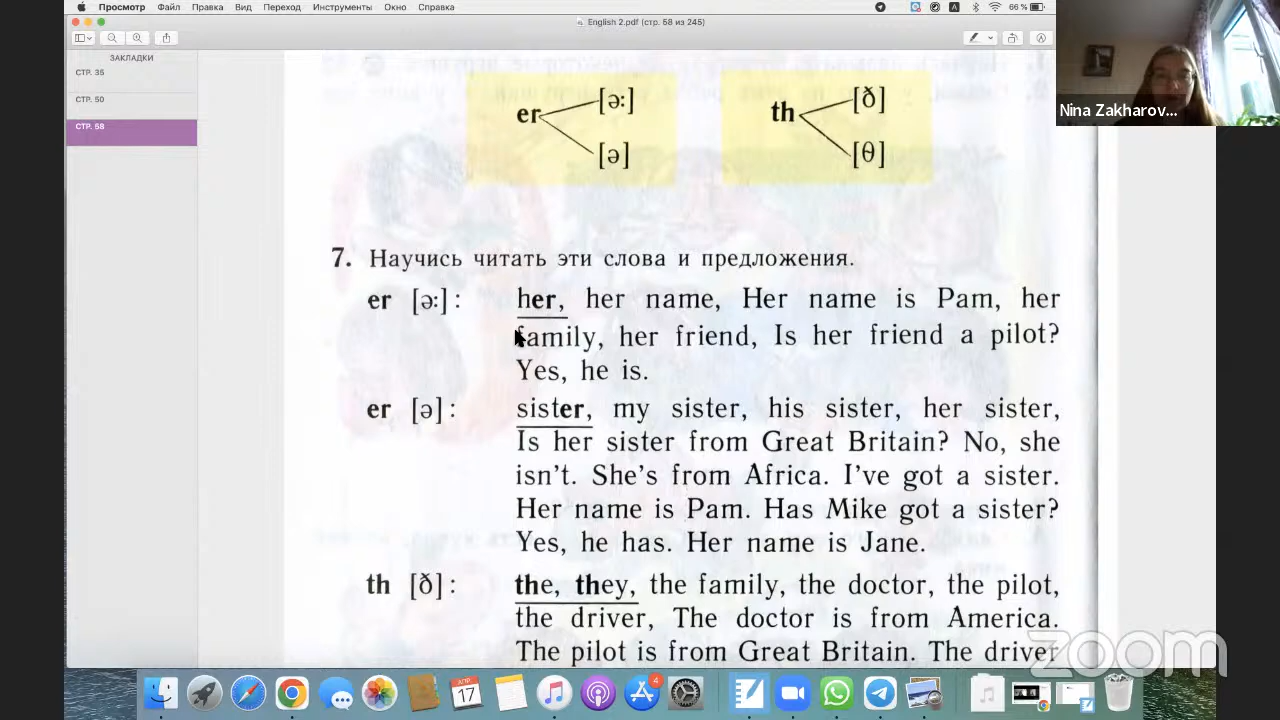 Просмотр Файл Правка Вид Переход Инструменты Окно Справка 66 %
English 2.pdf (стр. 58 из 245)
ЗАКЛАДКИ
СТР. 35
СТР. 50
СТР. 58
Nina Zakharov...
er [ə:] [ə]
th [ð] [θ]
7. Научись читать эти слова и предложения.
er [ə:]: her, her name, Her name is Pam, her
family, her friend, Is her friend a pilot?
Yes, he is.
er [ə]: sister, my sister, his sister, her sister,
Is her sister from Great Britain? No, she
isn't. She's from Africa. I've got a sister.
Her name is Pam. Has Mike got a sister?
Yes, he has. Her name is Jane.
th [ð]: the, they, the family, the doctor, the pilot,
the driver, The doctor is from America.
The pilot is from Great Britain. The driver
zoom
АПР.
17
4